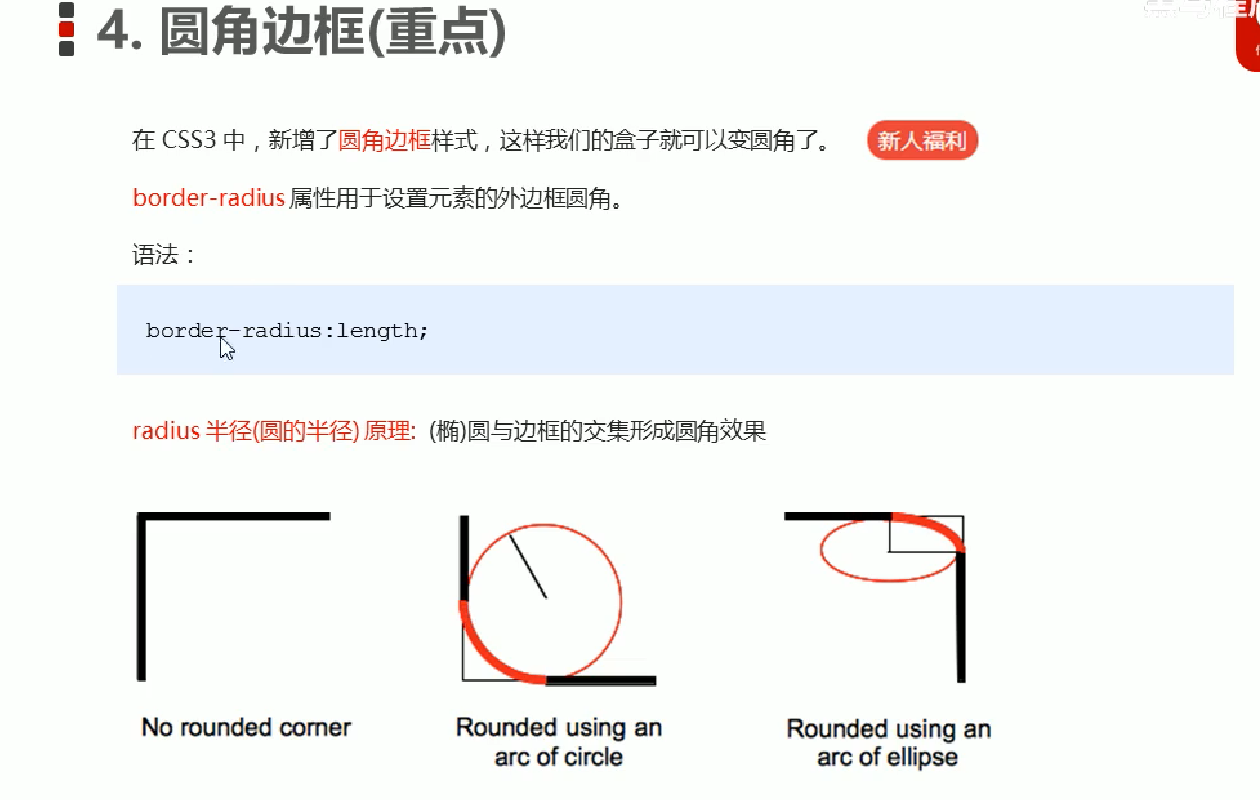 4. 圆角边框(重点)
在 CSS3 中，新增了圆角边框样式，这样我们的盒子就可以变圆角了。
新人福利
border-radius 属性用于设置元素的外边框圆角。
语法：
border-radius:length;
radius 半径(圆的半径) 原理: (椭)圆与边框的交集形成圆角效果
No rounded corner
Rounded using an
arc of circle
Rounded using an
arc of ellipse